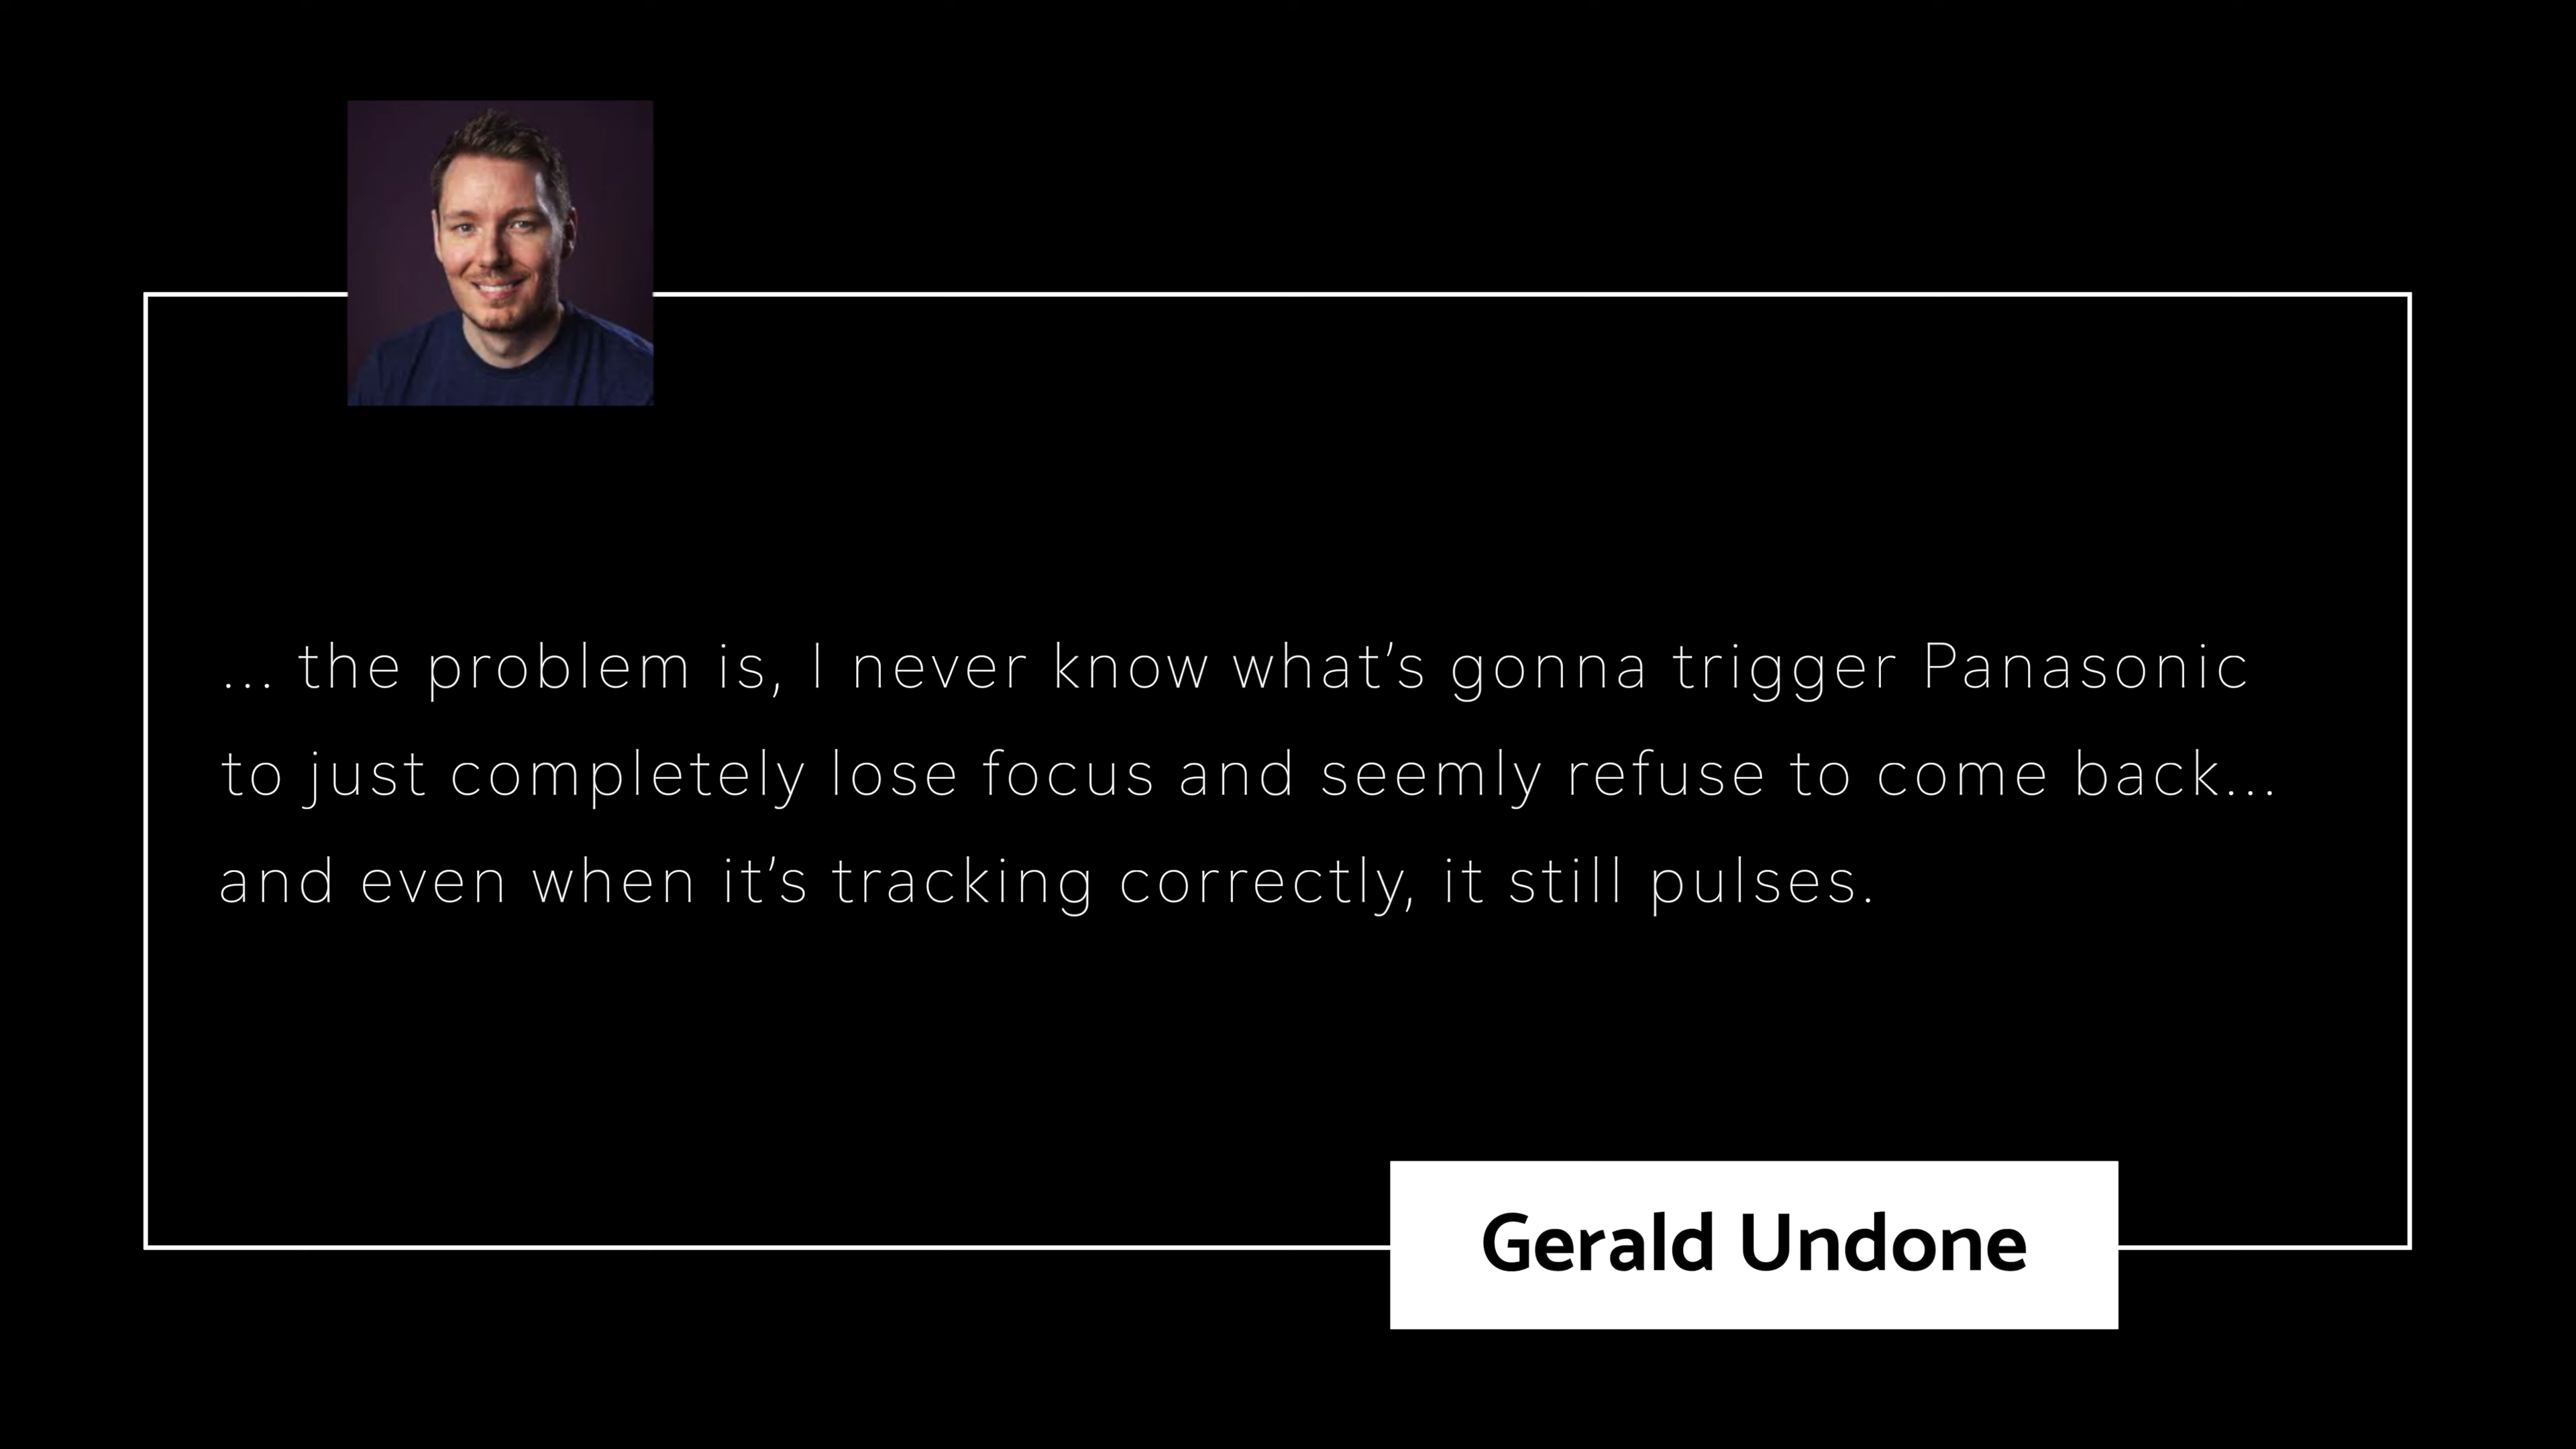 ... the problem is, I never know what’s gonna trigger Panasonic
to just completely lose focus and seemly refuse to come back...
and even when it’s tracking correctly, it still pulses.
Gerald Undone